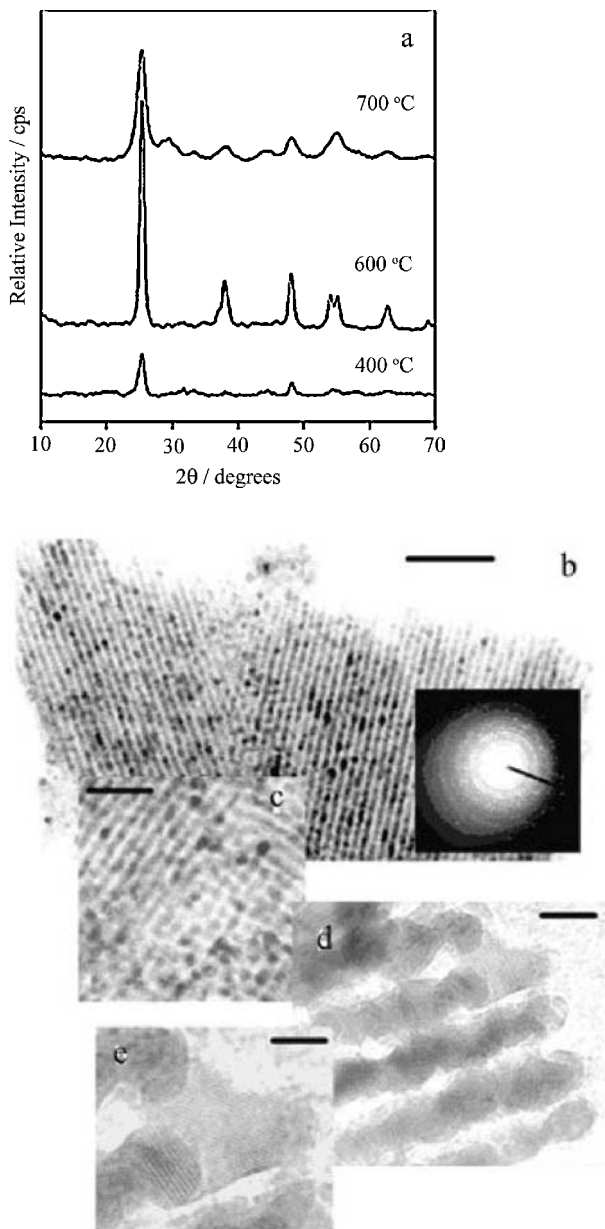 a
700 °C
Relative Intensity / cps
600 °C
400 °C
10 20 30 40 50 60 70
2θ / degrees
b
c
d
e